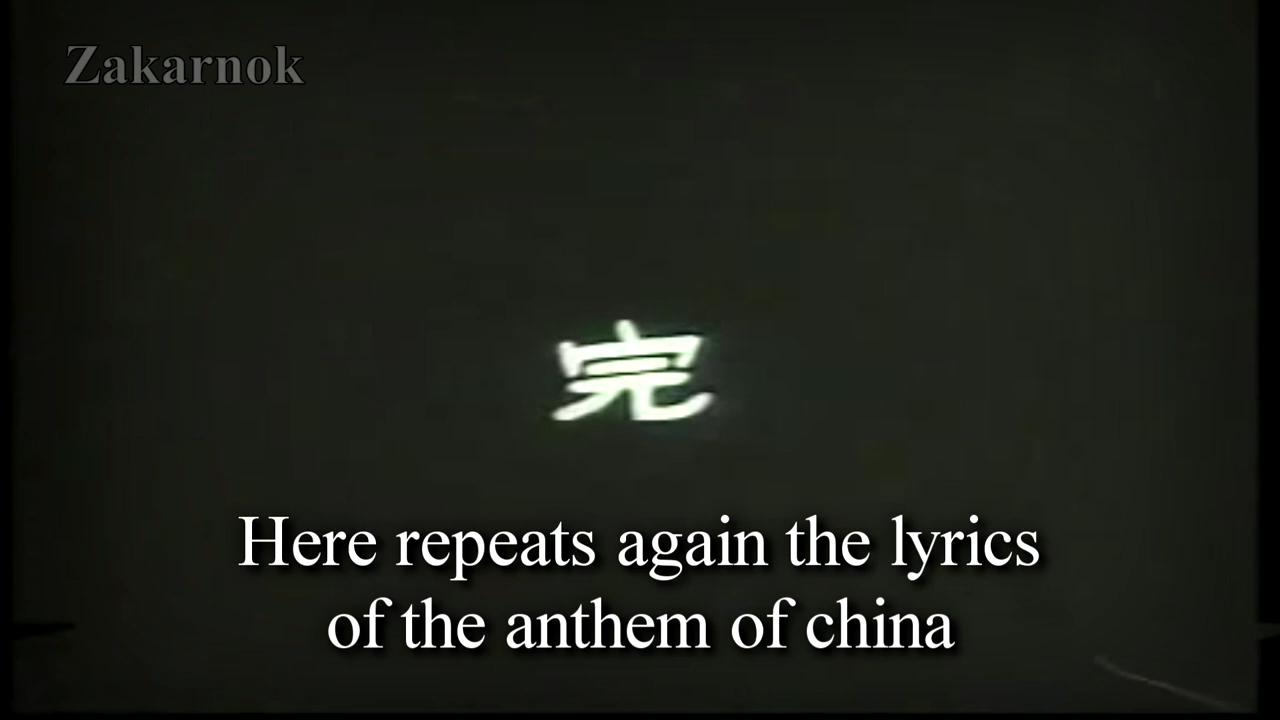 Zakarnok
完
Here repeats again the lyrics
of the anthem of china